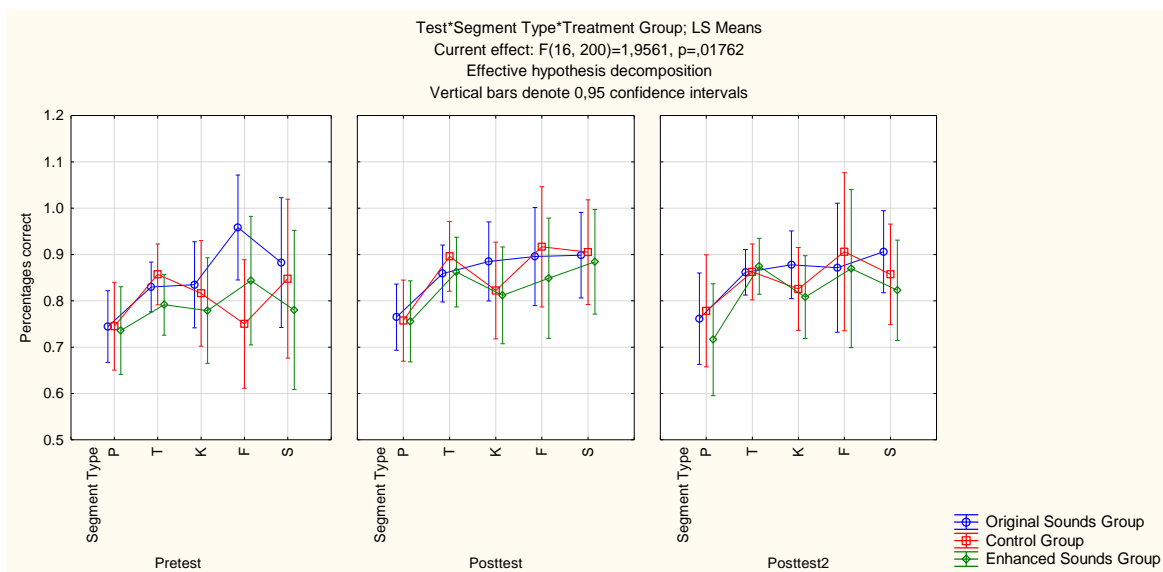 Test*Segment Type*Treatment Group; LS Means
Current effect: F(16, 200)=1,9561, p=,01762
Effective hypothesis decomposition
Vertical bars denote 0,95 confidence intervals
Percentages correct
1.2
1.1
1.0
0.9
0.8
0.7
0.6
0.5
Segment Type P T K F S
Segment Type P T K F S
Segment Type P T K F S
Pretest Posttest Posttest2
Original Sounds Group
Control Group
Enhanced Sounds Group